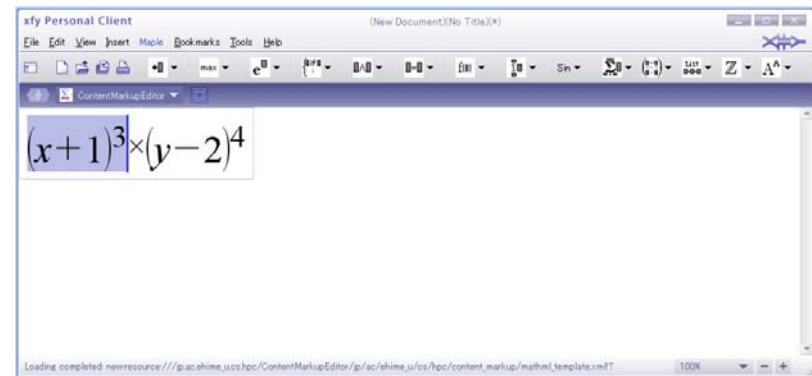 xfy Personal Client (New Document)(No Title)(*)
File Edit View Insert Maple Bookmarks Tools Help
max e f() Sin Σ LIST Z A^
ContentMarkupEditor
(x+1)³×(y−2)⁴
Loading completed newresource:///jp.ac.ehime_u.cs.hpc/ContentMarkupEditor/jp/ac/ehime_u/cs/hpc/content_markup/mathml_template.xml 100%